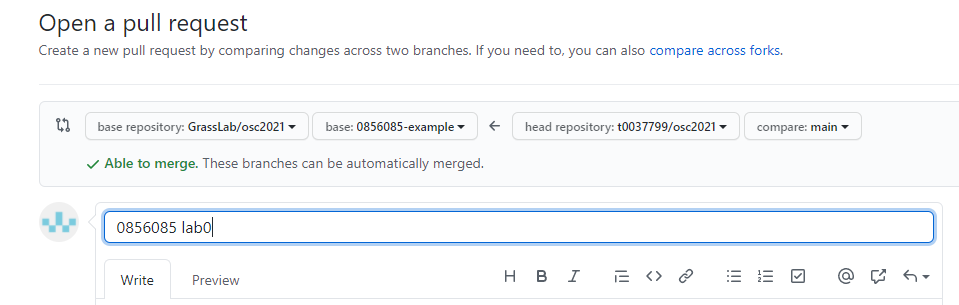 Open a pull request
Create a new pull request by comparing changes across two branches. If you need to, you can also compare across forks.
base repository: GrassLab/osc2021 base: 0856085-example head repository: t0037799/osc2021 compare: main
Able to merge. These branches can be automatically merged.
0856085 lab0
Write Preview H B I